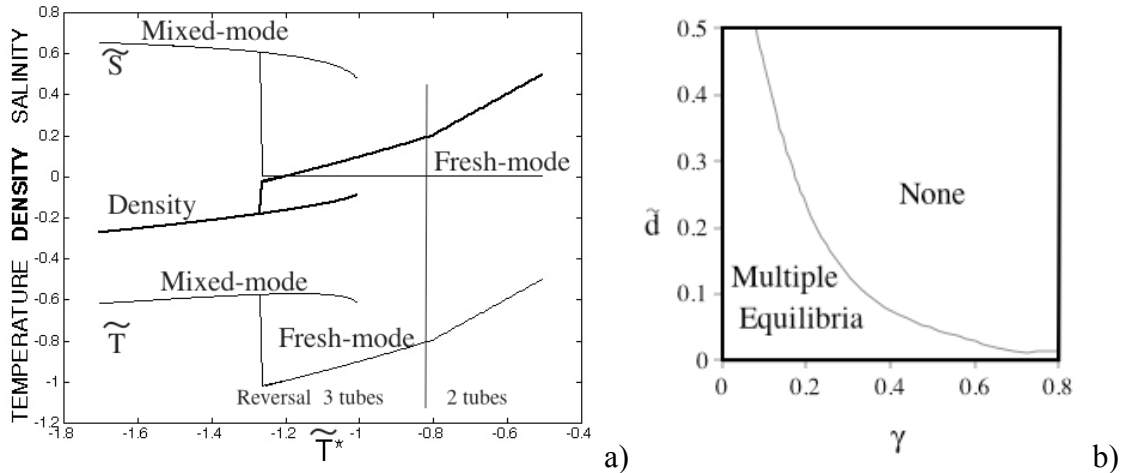 TEMPERATURE DENSITY SALINITY
0.8
0.6
0.4
0.2
0
-0.2
-0.4
-0.6
-0.8
-1
-1.2
Mixed-mode
S̃
Fresh-mode
Density
Mixed-mode
T̃
Fresh-mode
Reversal 3 tubes
2 tubes
-1.8
-1.6
-1.4
-1.2
-1
-0.8
-0.6
-0.4
T̃*
a)
0.5
0.4
0.3
0.2
0.1
0
d̃
None
Multiple
Equilibria
0
0.2
0.4
0.6
0.8
γ
b)